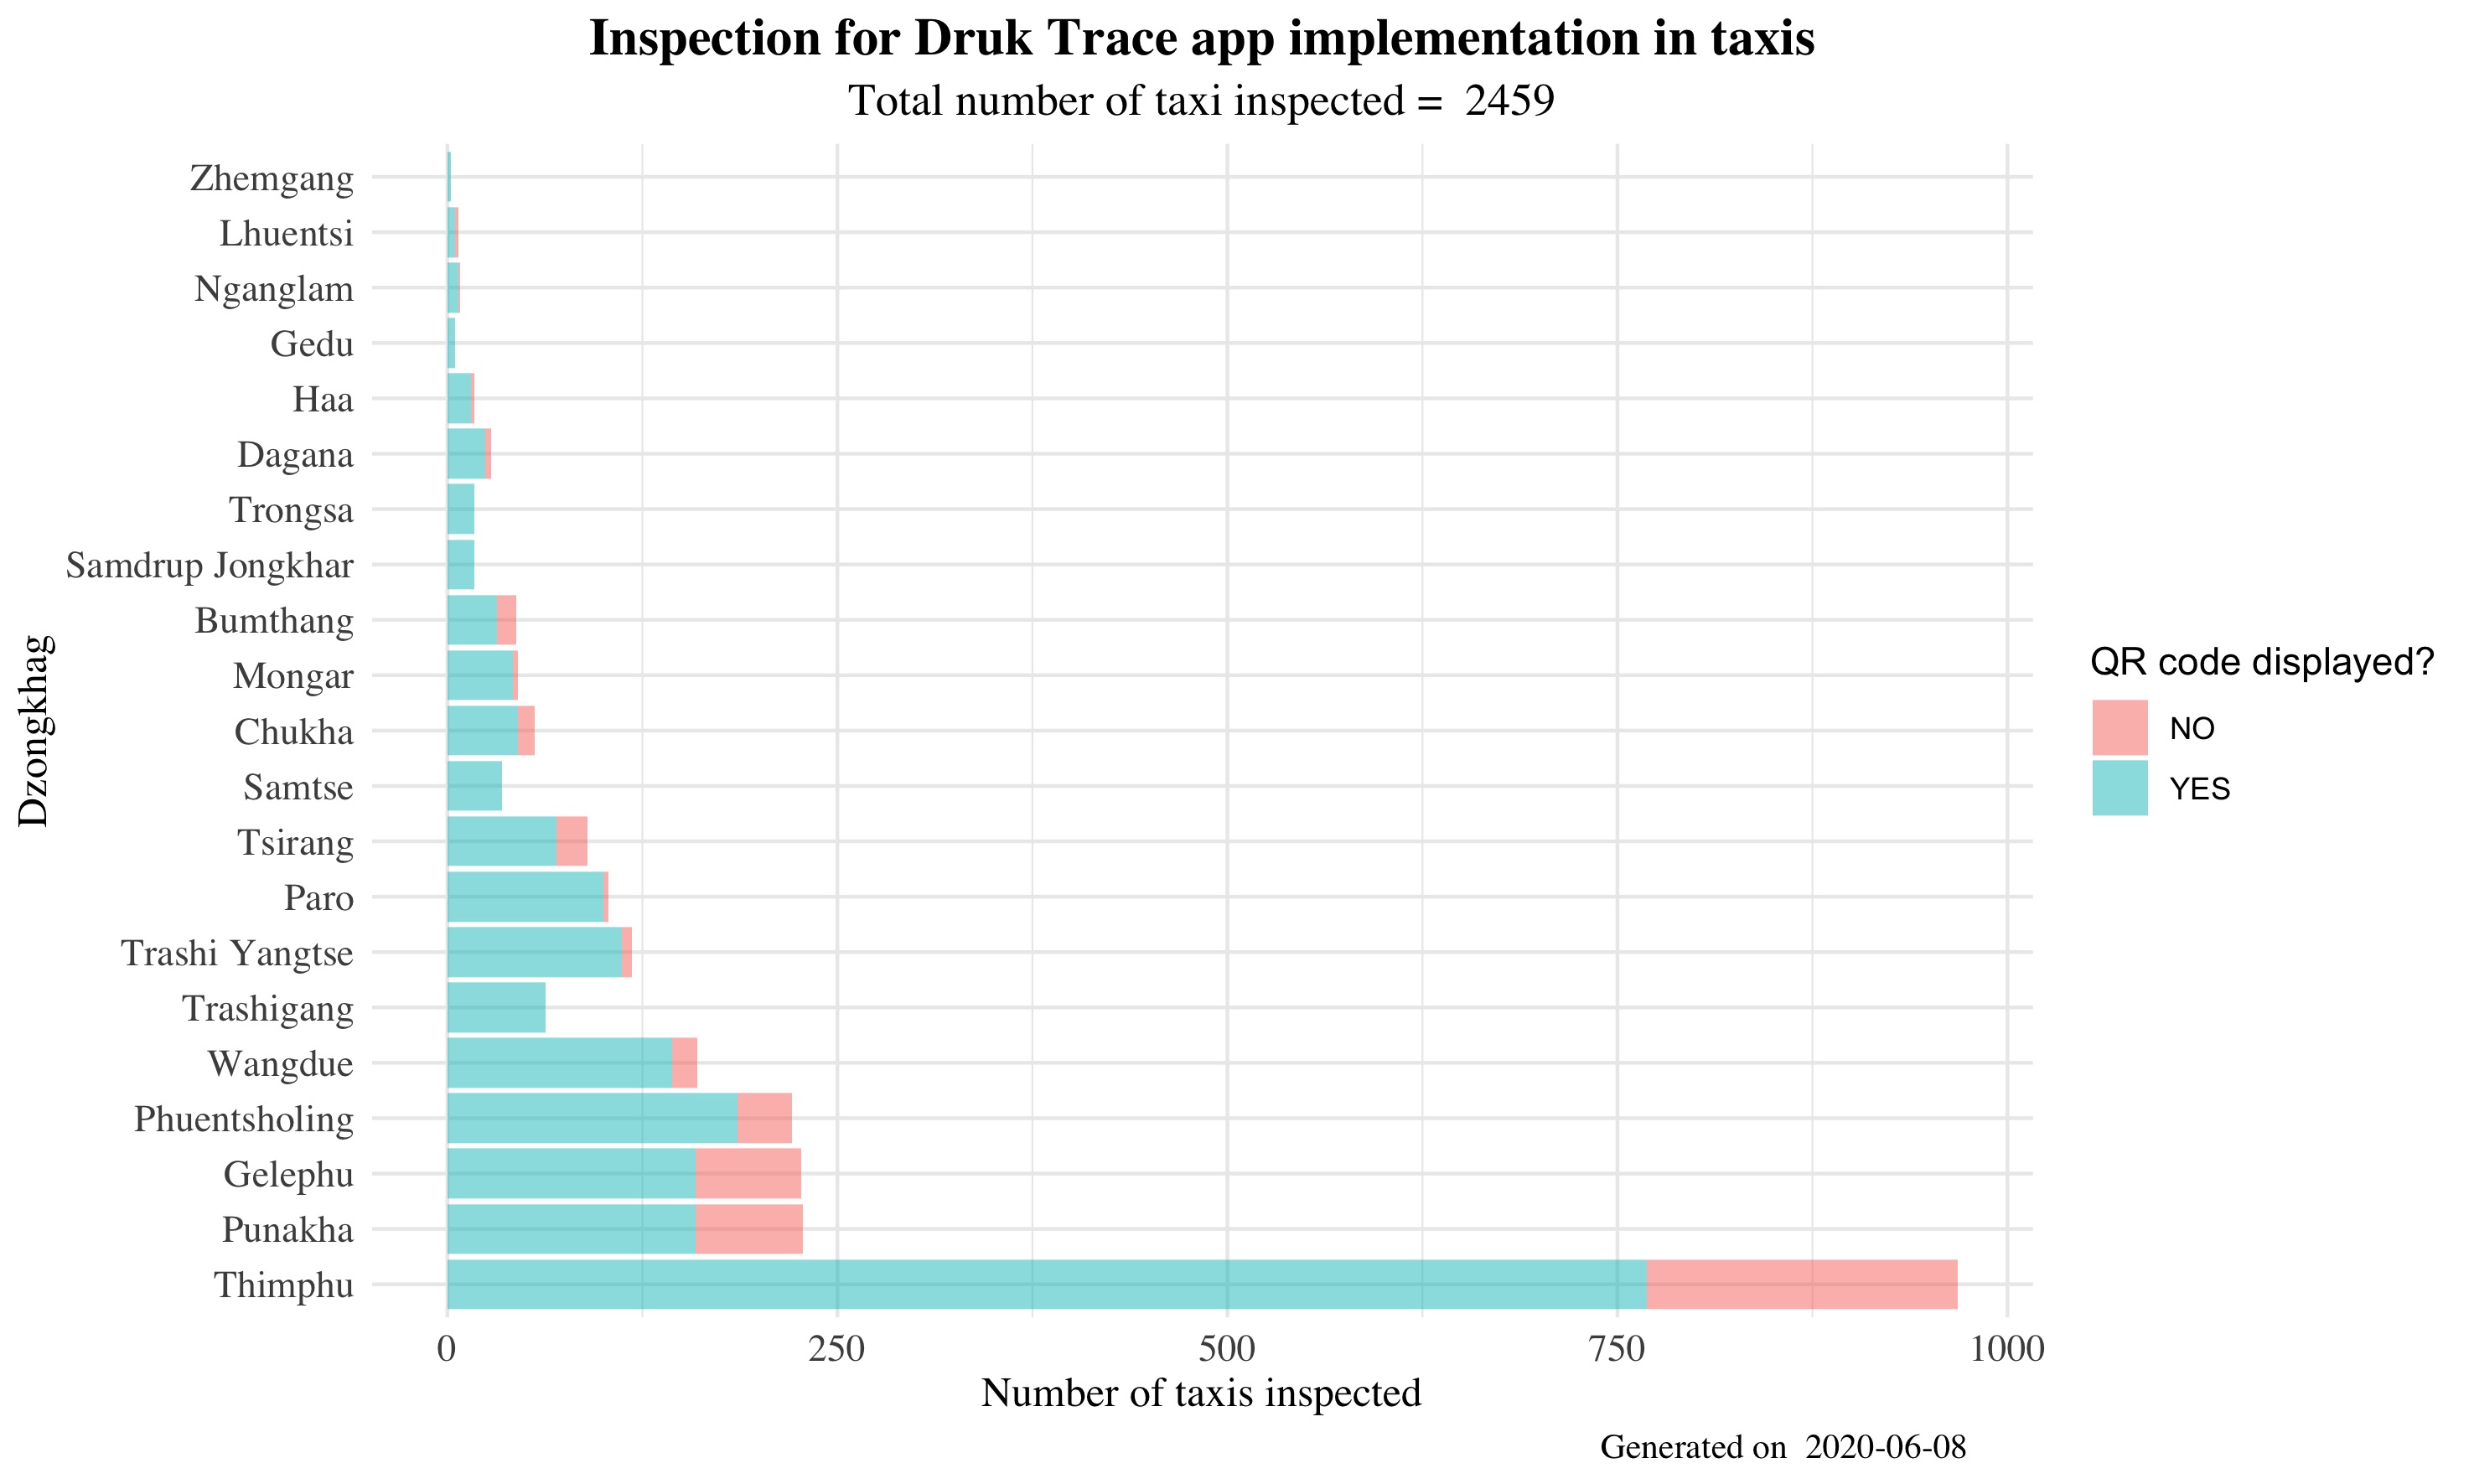 Inspection for Druk Trace app implementation in taxis
Total number of taxi inspected = 2459
Zhemgang
Lhuentsi
Nganglam
Gedu
Haa
Dagana
Trongsa
Samdrup Jongkhar
Bumthang
Mongar
Chukha
Samtse
Tsirang
Paro
Trashi Yangtse
Trashigang
Wangdue
Phuentsholing
Gelephu
Punakha
Thimphu
Dzongkhag
0 250 500 750 1000
Number of taxis inspected
QR code displayed?
NO
YES
Generated on 2020-06-08